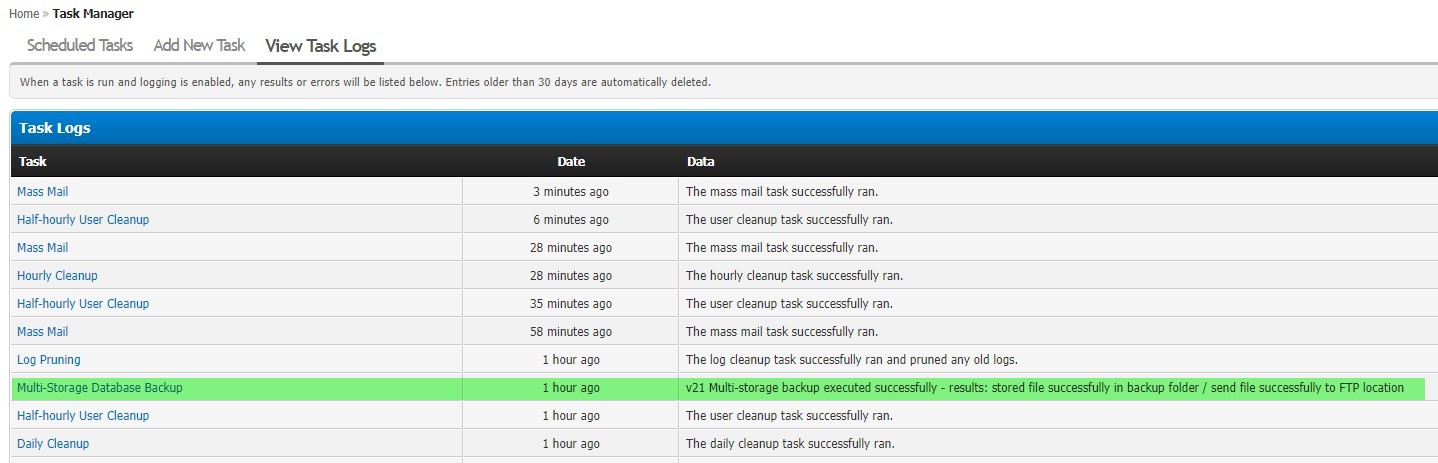 Home » Task Manager
Scheduled Tasks Add New Task View Task Logs
When a task is run and logging is enabled, any results or errors will be listed below. Entries older than 30 days are automatically deleted.
Task Logs
Task Date Data
Mass Mail 3 minutes ago The mass mail task successfully ran.
Half-hourly User Cleanup 6 minutes ago The user cleanup task successfully ran.
Mass Mail 28 minutes ago The mass mail task successfully ran.
Hourly Cleanup 28 minutes ago The hourly cleanup task successfully ran.
Half-hourly User Cleanup 35 minutes ago The user cleanup task successfully ran.
Mass Mail 58 minutes ago The mass mail task successfully ran.
Log Pruning 1 hour ago The log cleanup task successfully ran and pruned any old logs.
Multi-Storage Database Backup 1 hour ago v21 Multi-storage backup executed successfully - results: stored file successfully in backup folder / send file successfully to FTP location
Half-hourly User Cleanup 1 hour ago The user cleanup task successfully ran.
Daily Cleanup 1 hour ago The daily cleanup task successfully ran.